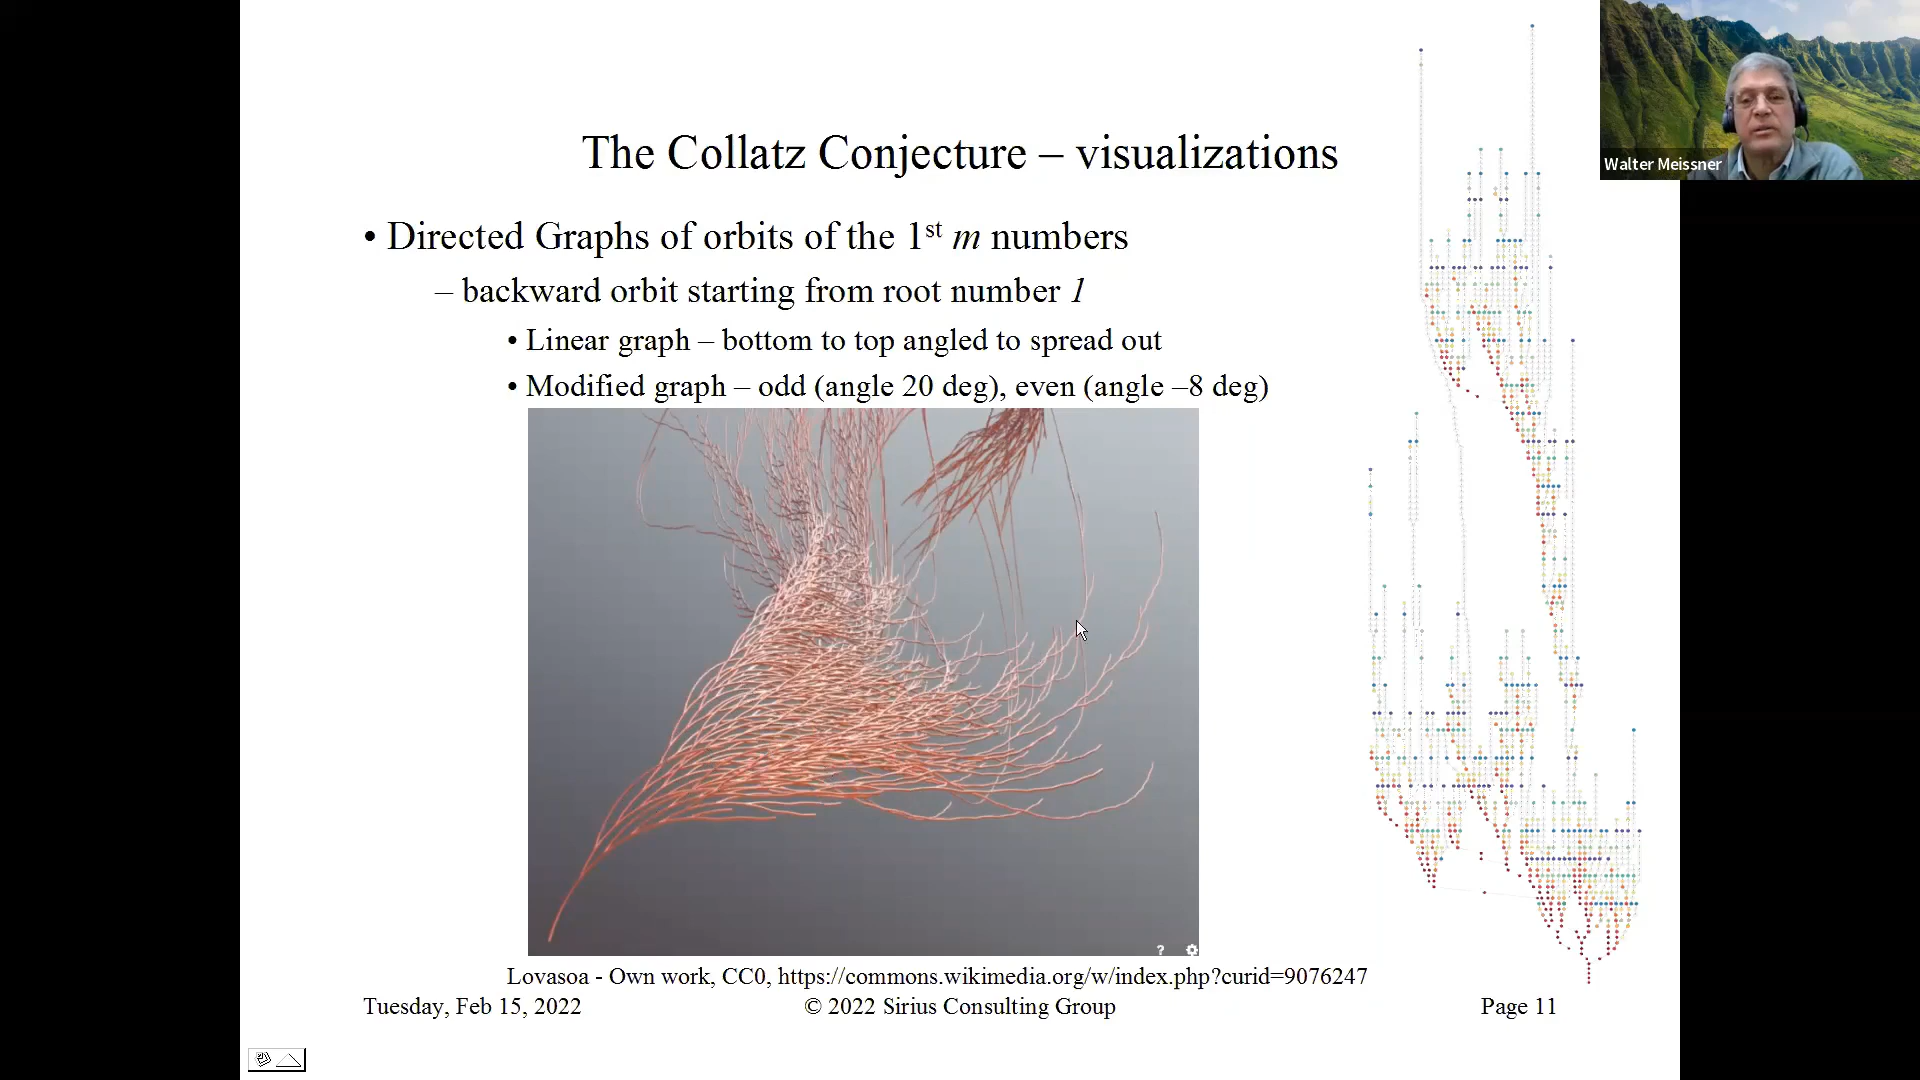 The Collatz Conjecture – visualizations
Walter Meissner
• Directed Graphs of orbits of the 1st m numbers
– backward orbit starting from root number 1
• Linear graph – bottom to top angled to spread out
• Modified graph – odd (angle 20 deg), even (angle –8 deg)
?
Lovasoa - Own work, CC0, https://commons.wikimedia.org/w/index.php?curid=9076247
Tuesday, Feb 15, 2022
© 2022 Sirius Consulting Group
Page 11